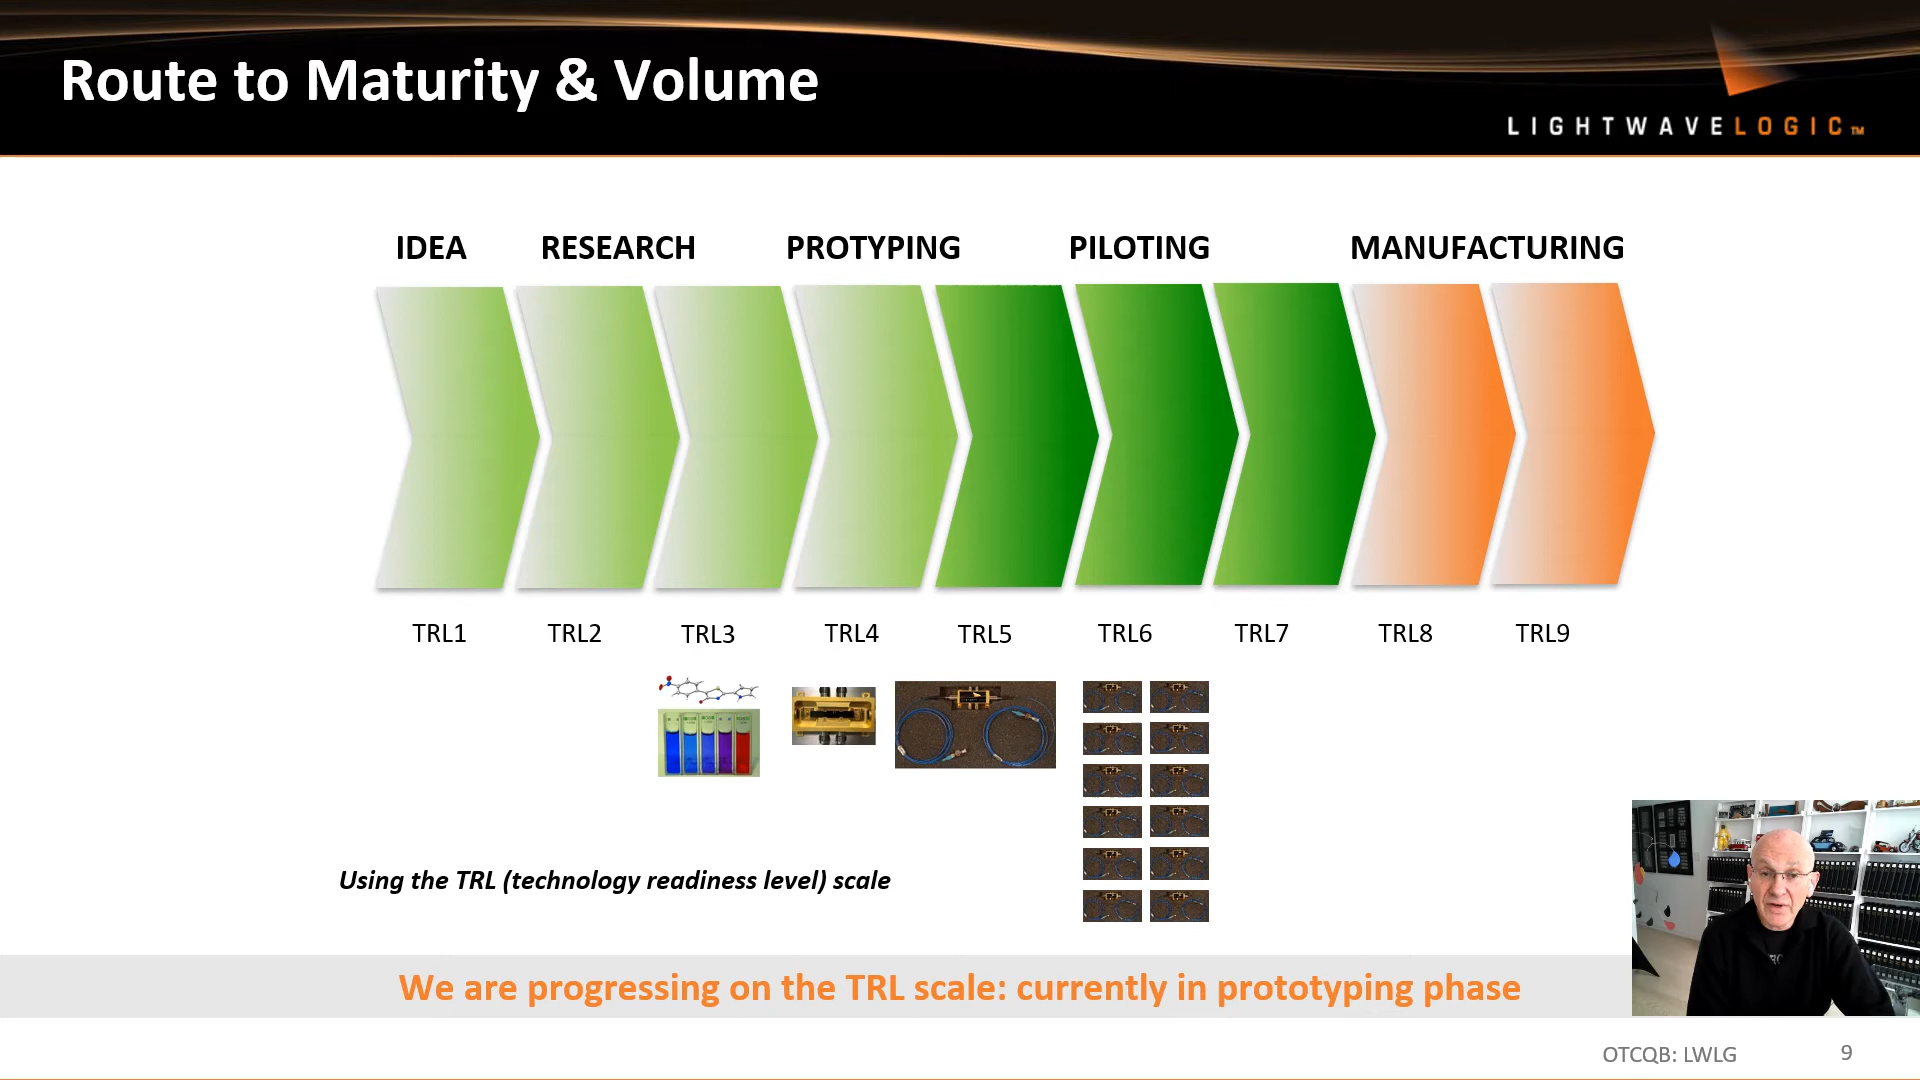 Route to Maturity & Volume
LIGHTWAVELOGIC™
IDEA RESEARCH PROTYPING PILOTING MANUFACTURING
TRL1 TRL2 TRL3 TRL4 TRL5 TRL6 TRL7 TRL8 TRL9
Using the TRL (technology readiness level) scale
We are progressing on the TRL scale: currently in prototyping phase
OTCQB: LWLG 9